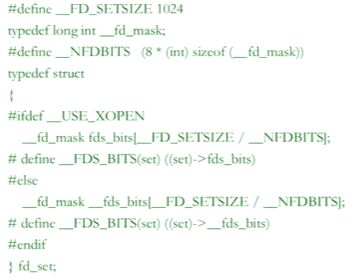 #define __FD_SETSIZE 1024
typedef long int __fd_mask;
#define __NFDBITS (8 * (int) sizeof (__fd_mask))
typedef struct
{
#ifdef __USE_XOPEN
__fd_mask fds_bits[__FD_SETSIZE / __NFDBITS];
# define __FDS_BITS(set) ((set)->fds_bits)
#else
__fd_mask __fds_bits[__FD_SETSIZE / __NFDBITS];
# define __FDS_BITS(set) ((set)->__fds_bits)
#endif
} fd_set;